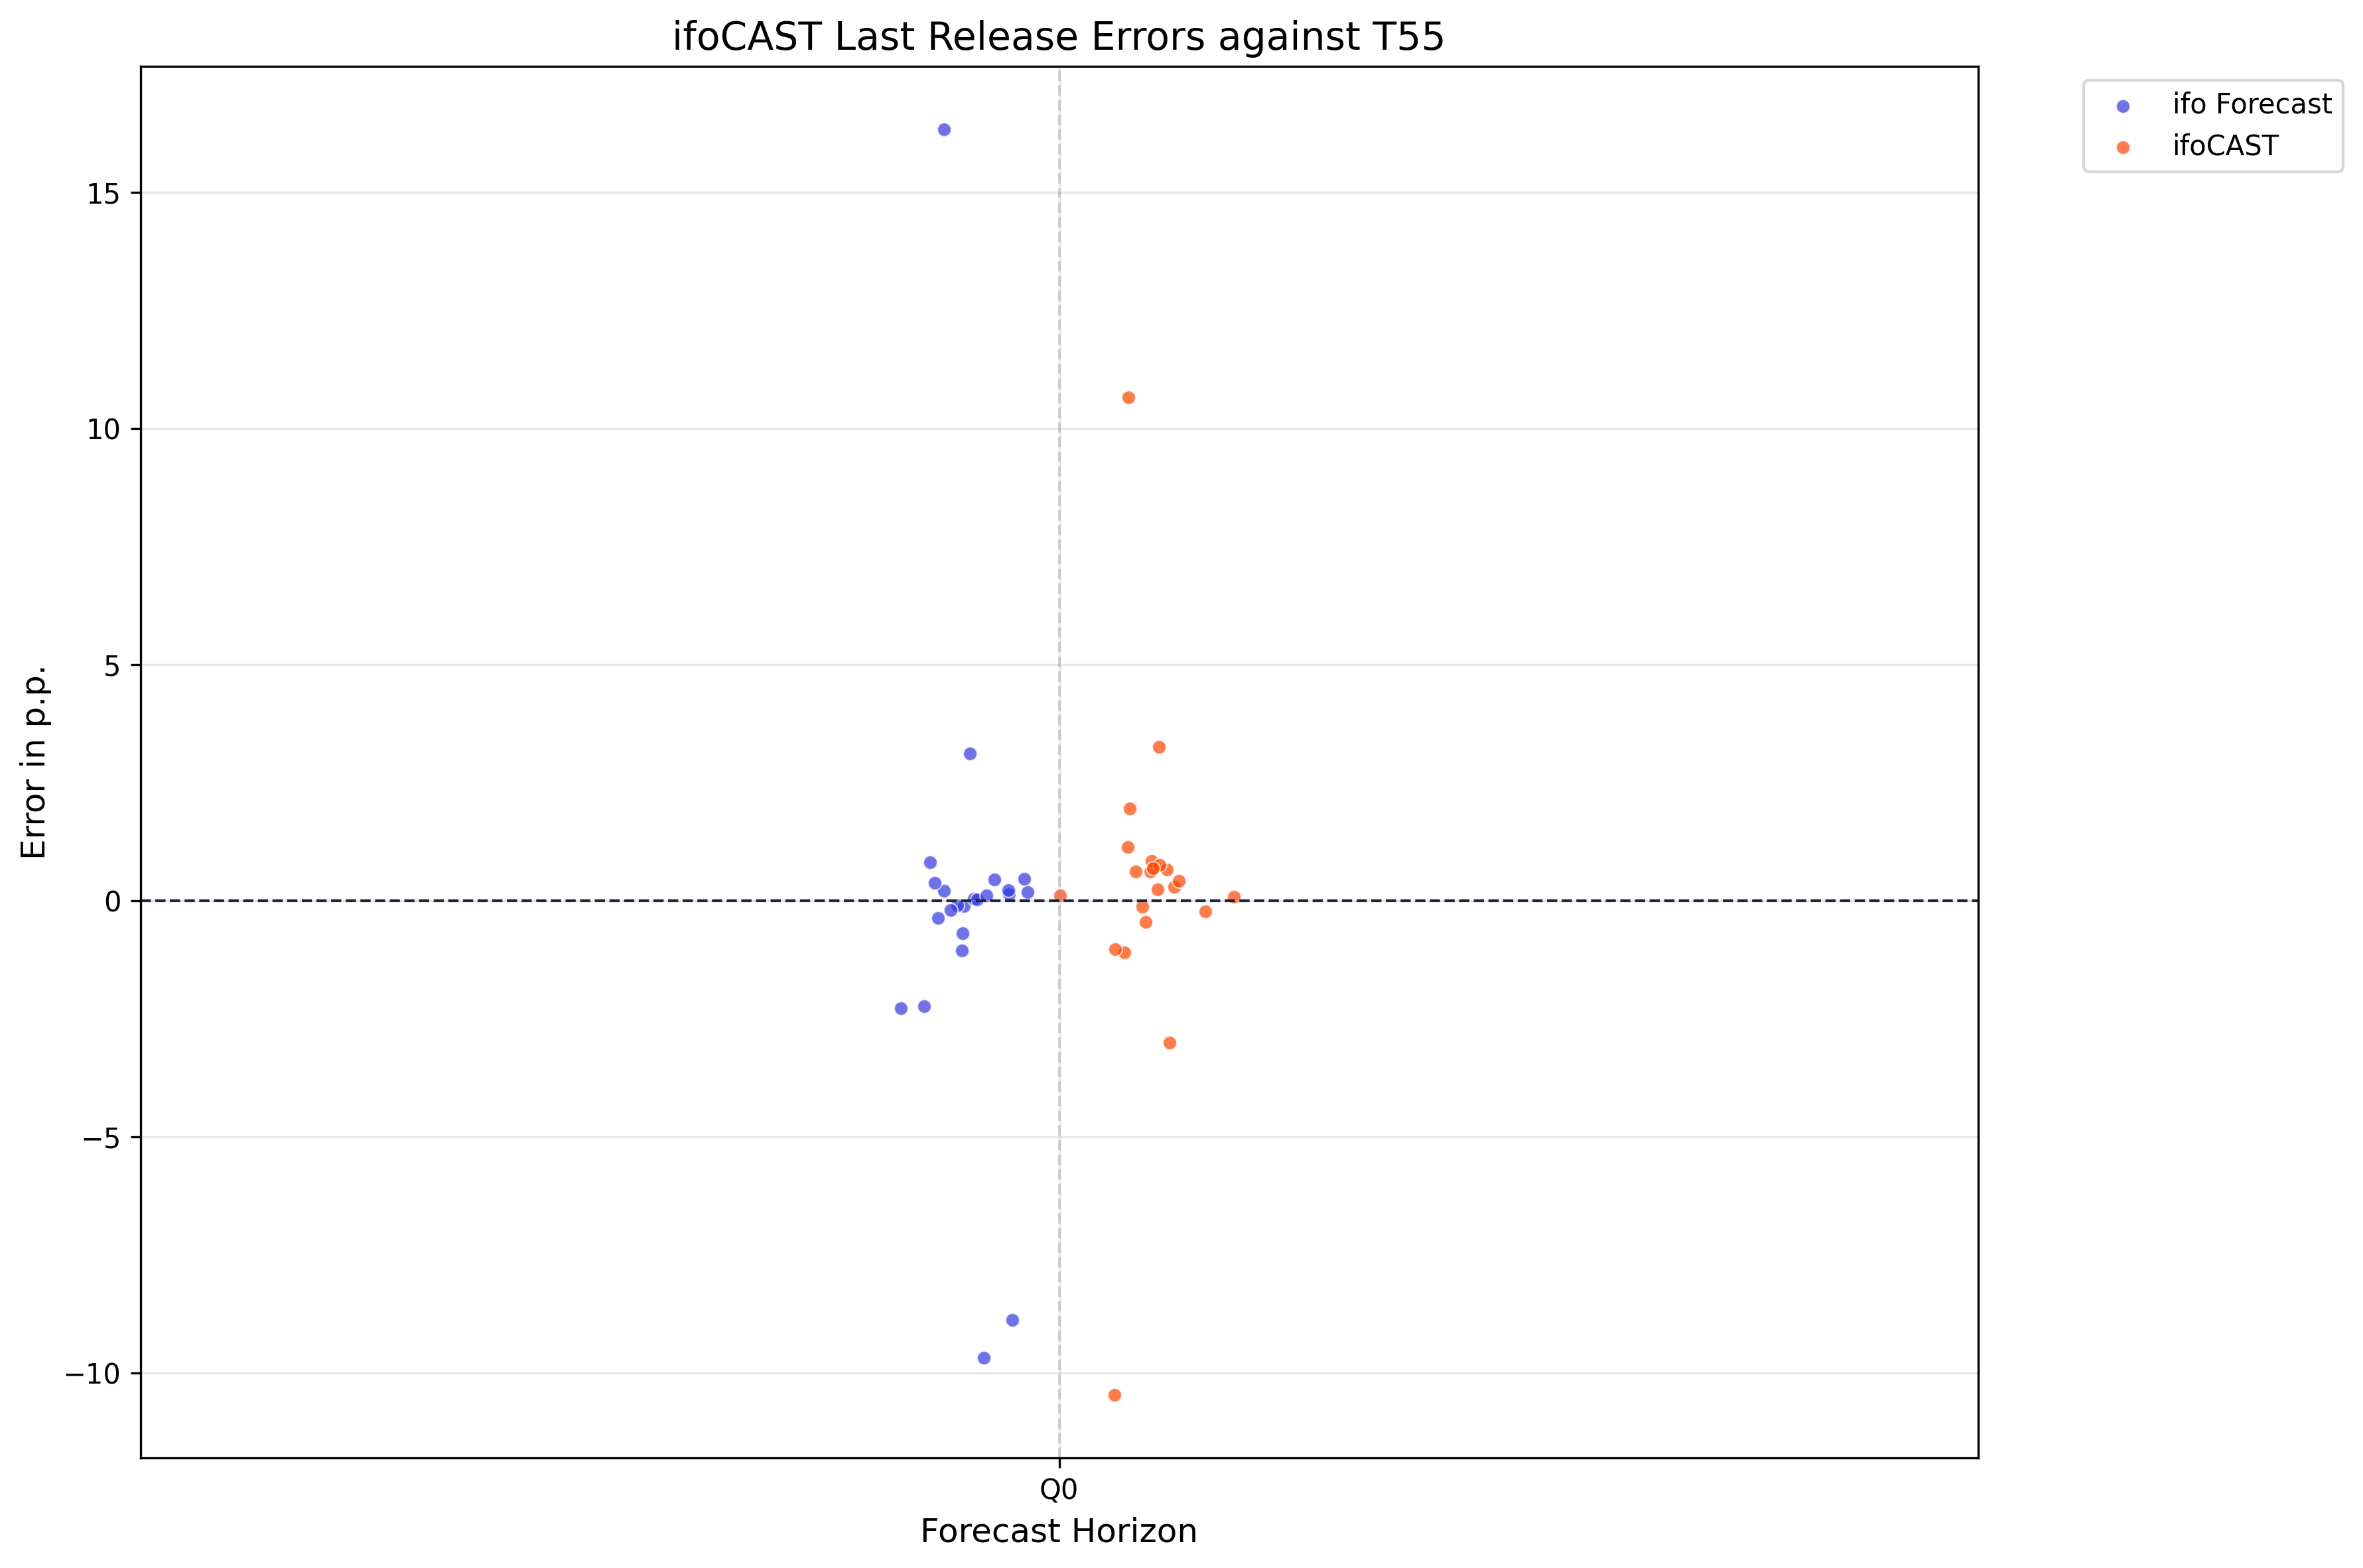 ifoCAST Last Release Errors against T55
ifo Forecast
ifoCAST
Error in p.p.
15
10
5
0
−5
−10
Q0
Forecast Horizon